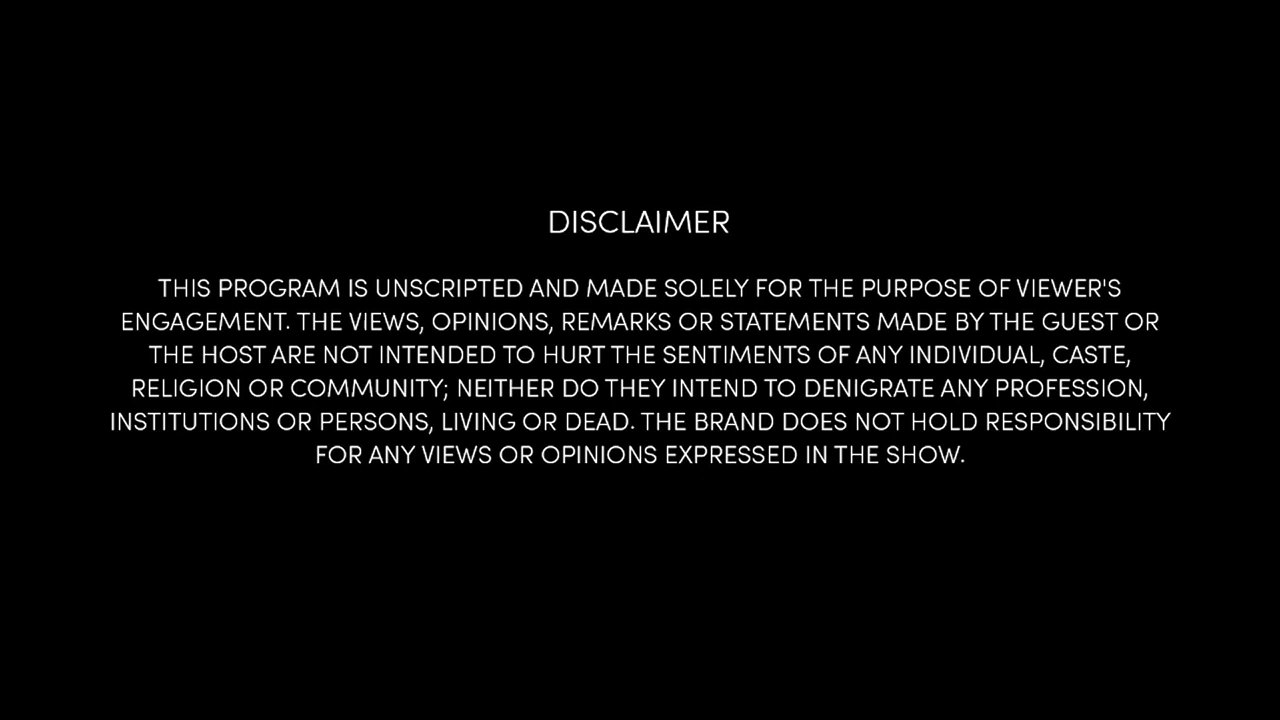 DISCLAIMER
THIS PROGRAM IS UNSCRIPTED AND MADE SOLELY FOR THE PURPOSE OF VIEWER'S
ENGAGEMENT. THE VIEWS, OPINIONS, REMARKS OR STATEMENTS MADE BY THE GUEST OR
THE HOST ARE NOT INTENDED TO HURT THE SENTIMENTS OF ANY INDIVIDUAL, CASTE,
RELIGION OR COMMUNITY; NEITHER DO THEY INTEND TO DENIGRATE ANY PROFESSION,
INSTITUTIONS OR PERSONS, LIVING OR DEAD. THE BRAND DOES NOT HOLD RESPONSIBILITY
FOR ANY VIEWS OR OPINIONS EXPRESSED IN THE SHOW.